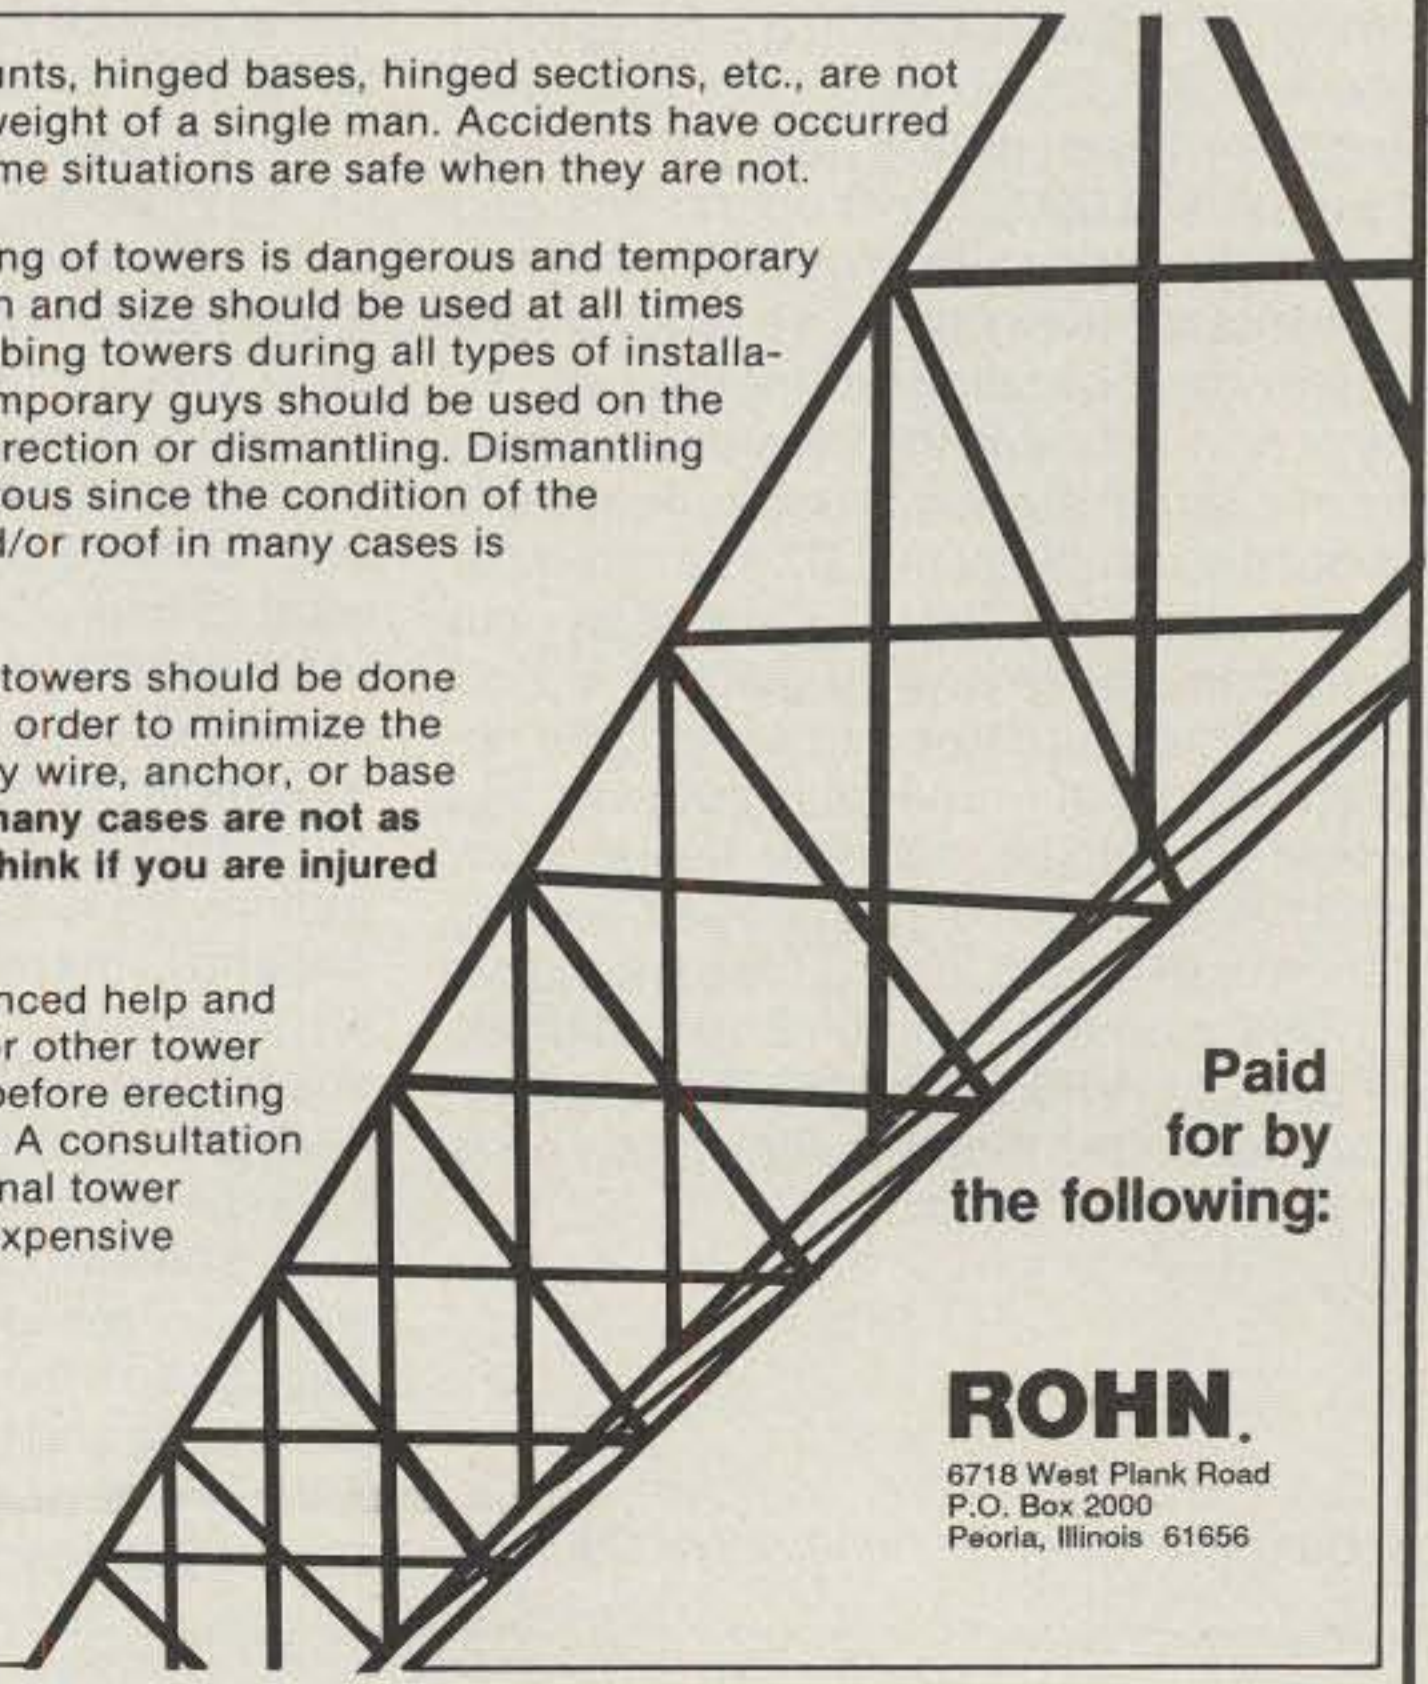 nts, hinged bases, hinged sections, etc., are not
weight of a single man. Accidents have occurred
me situations are safe when they are not.
ng of towers is dangerous and temporary
and size should be used at all times
bing towers during all types of installa-
mporary guys should be used on the
rection or dismantling. Dismantling
ous since the condition of the
/or roof in many cases is
towers should be done
order to minimize the
y wire, anchor, or base
many cases are not as
hink if you are injured
nced help and
r other tower
before erecting
A consultation
nal tower
xpensive
Paid
for by
the following:
ROHN.
6718 West Plank Road
P.O. Box 2000
Peoria, Illinois 61656